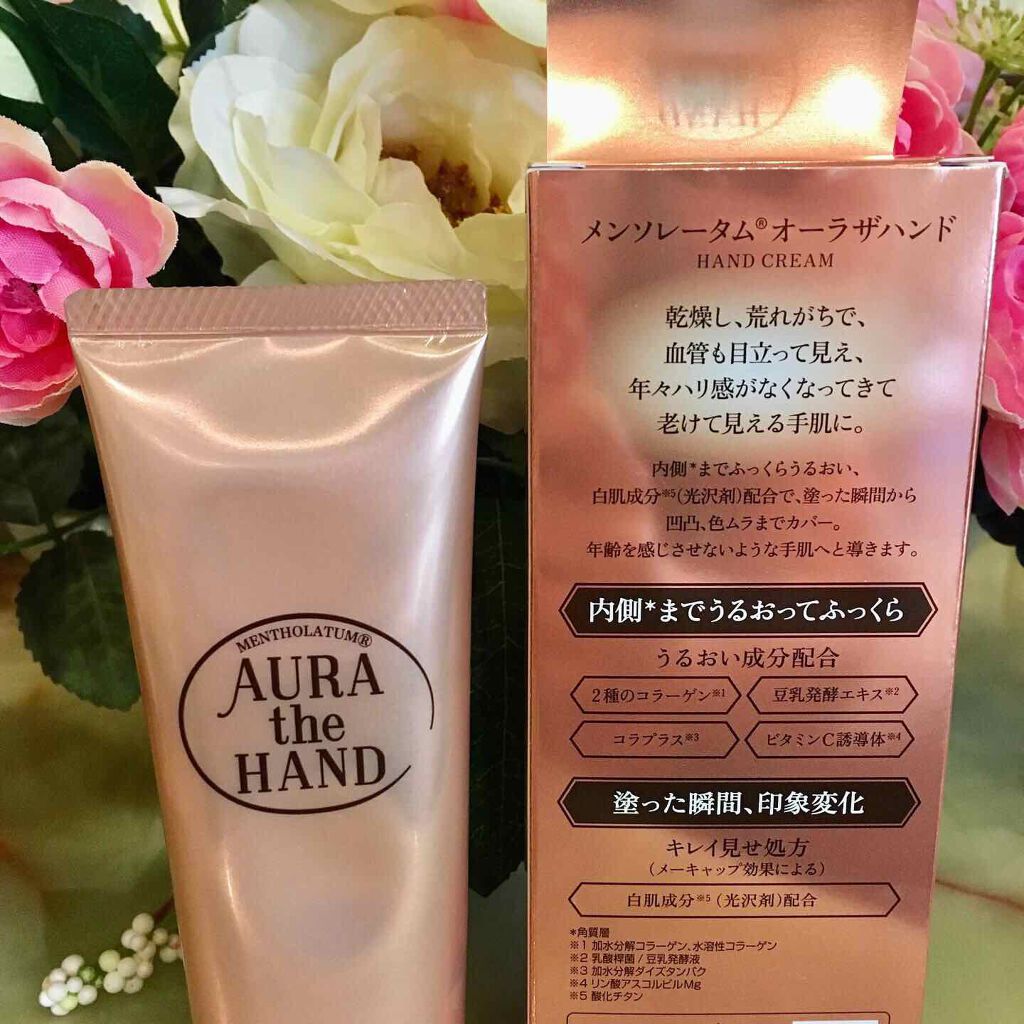 MENTHOLATUM®
AURA
the
HAND
メンソレータム®オーラザハンド
HAND CREAM
乾燥し、荒れがちで、
血管も目立って見え、
年々ハリ感がなくなってきて
老けて見える手肌に。
内側*までふっくらうるおい、
白肌成分※5(光沢剤)配合で、塗った瞬間から
凹凸、色ムラまでカバー。
年齢を感じさせないような手肌へと導きます。
内側*までうるおってふっくら
うるおい成分配合
2種のコラーゲン※1
豆乳発酵エキス※2
コラプラス※3
ビタミンC誘導体※4
塗った瞬間、印象変化
キレイ見せ処方
(メーキャップ効果による)
白肌成分※5(光沢剤)配合
*角質層
※1 加水分解コラーゲン、水溶性コラーゲン
※2 乳酸桿菌/豆乳発酵液
※3 加水分解ダイズタンパク
※4 リン酸アスコルビルMg
※5 酸化チタン